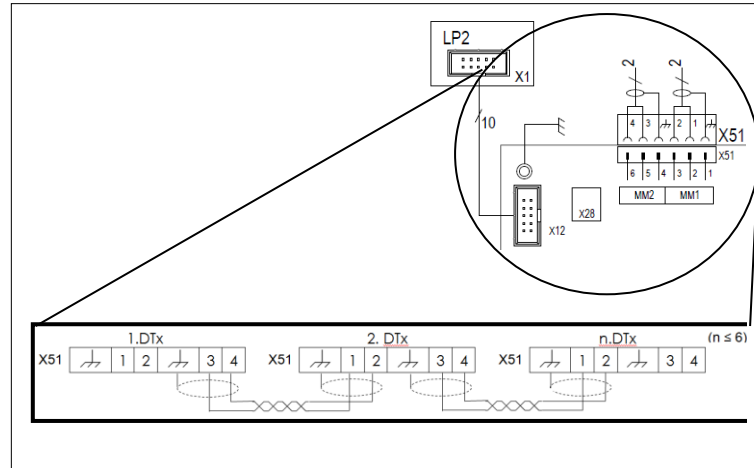 LP2
X1
10
2 2
4 3 2 1
X51
X51
6 5 4 3 2 1
MM2 MM1
X28
X12
1.DTx 2. DTx n.DTx (n ≤ 6)
X51 1 2 3 4 X51 1 2 3 4 X51 1 2 3 4